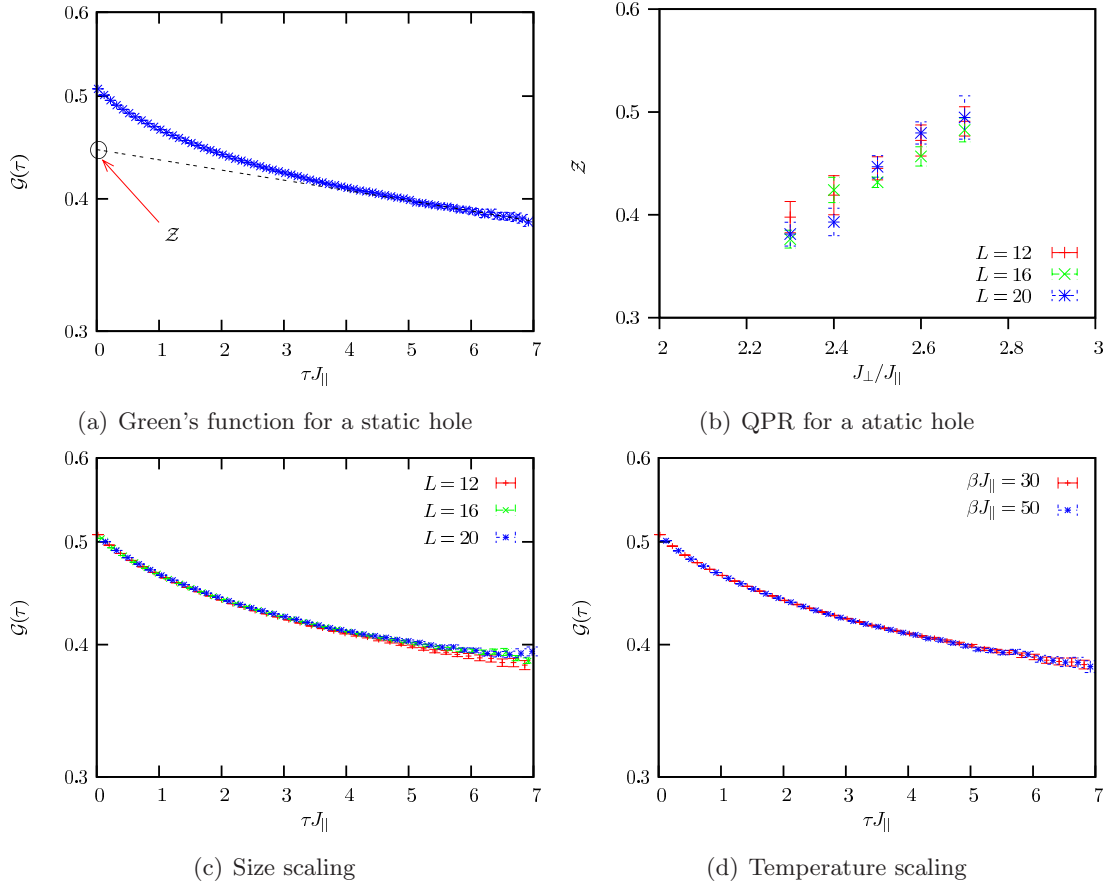 0.6
0.5
0.4
0.3
𝒢(τ)
𝒵
0 1 2 3 4 5 6 7
τJ∥
(a) Green's function for a static hole
0.6
0.5
0.4
0.3
𝒵
L = 12
L = 16
L = 20
2 2.2 2.4 2.6 2.8 3
J⊥/J∥
(b) QPR for a atatic hole
0.6
0.5
0.4
0.3
𝒢(τ)
L = 12
L = 16
L = 20
0 1 2 3 4 5 6 7
τJ∥
(c) Size scaling
0.6
0.5
0.4
0.3
𝒢(τ)
βJ∥ = 30
βJ∥ = 50
0 1 2 3 4 5 6 7
τJ∥
(d) Temperature scaling